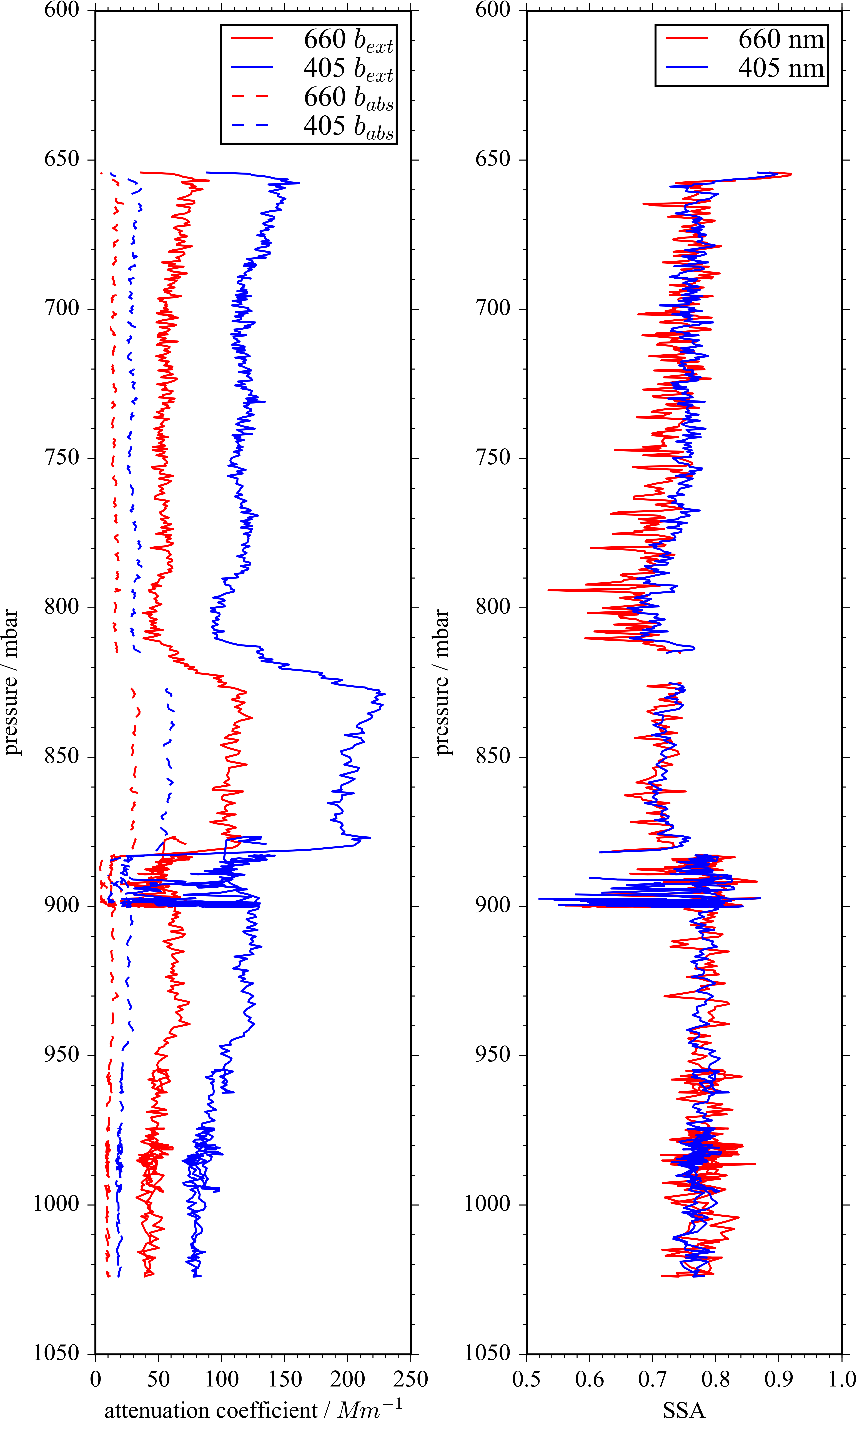 660 b_ext
405 b_ext
660 b_abs
405 b_abs
600
650
700
750
800
850
900
950
1000
1050
0 50 100 150 200 250
pressure / mbar
attenuation coefficient / Mm⁻¹
660 nm
405 nm
600
650
700
750
800
850
900
950
1000
1050
0.5 0.6 0.7 0.8 0.9 1.0
pressure / mbar
SSA